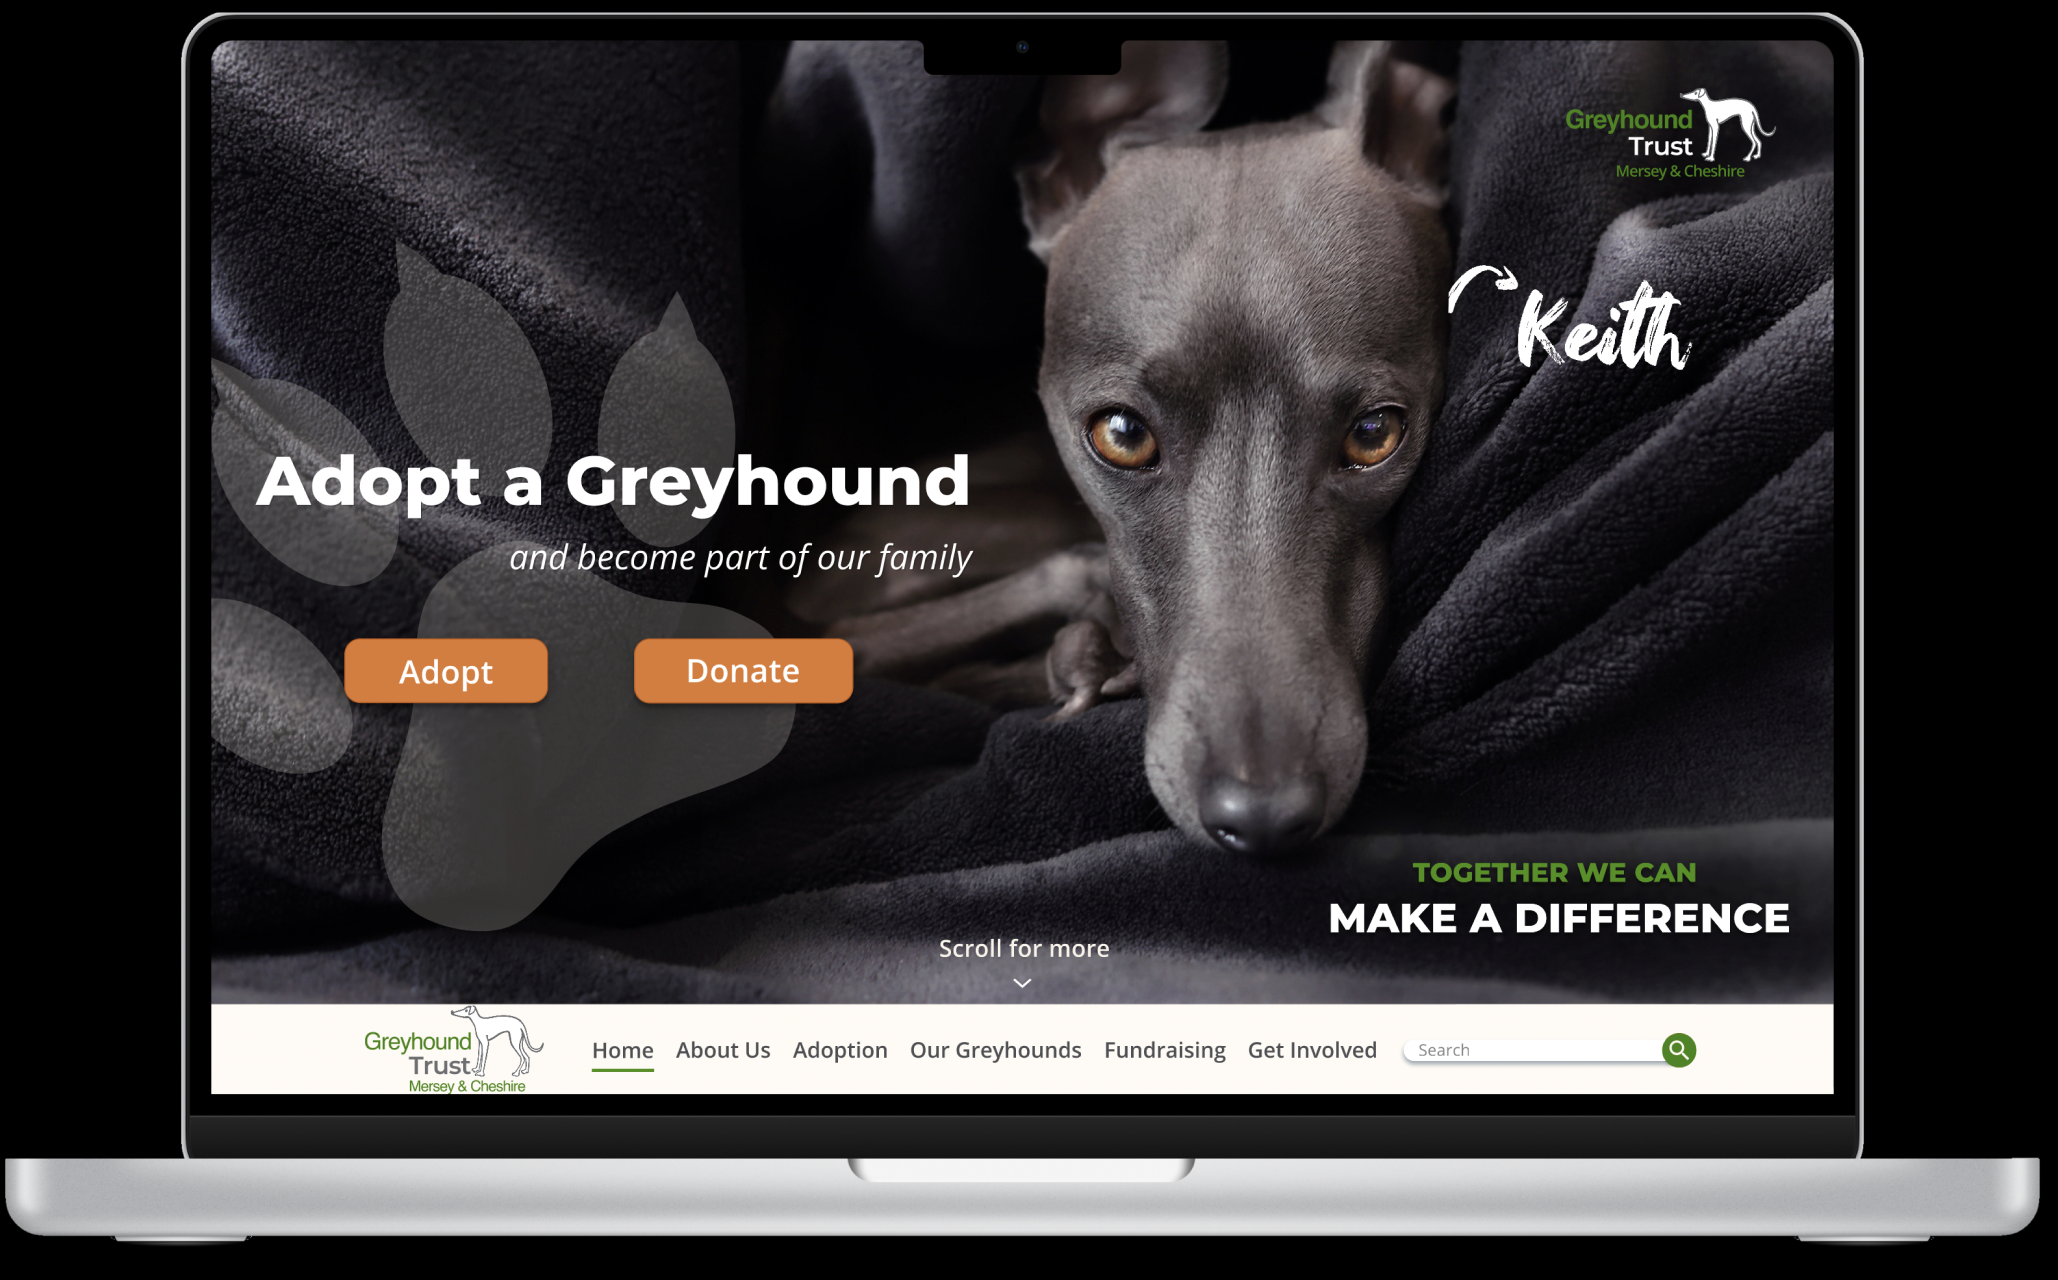 Greyhound
Trust
Mersey & Cheshire
Keith
Adopt a Greyhound
and become part of our family
Adopt
Donate
TOGETHER WE CAN
MAKE A DIFFERENCE
Scroll for more
Greyhound
Trust
Mersey & Cheshire
Home About Us Adoption Our Greyhounds Fundraising Get Involved Search